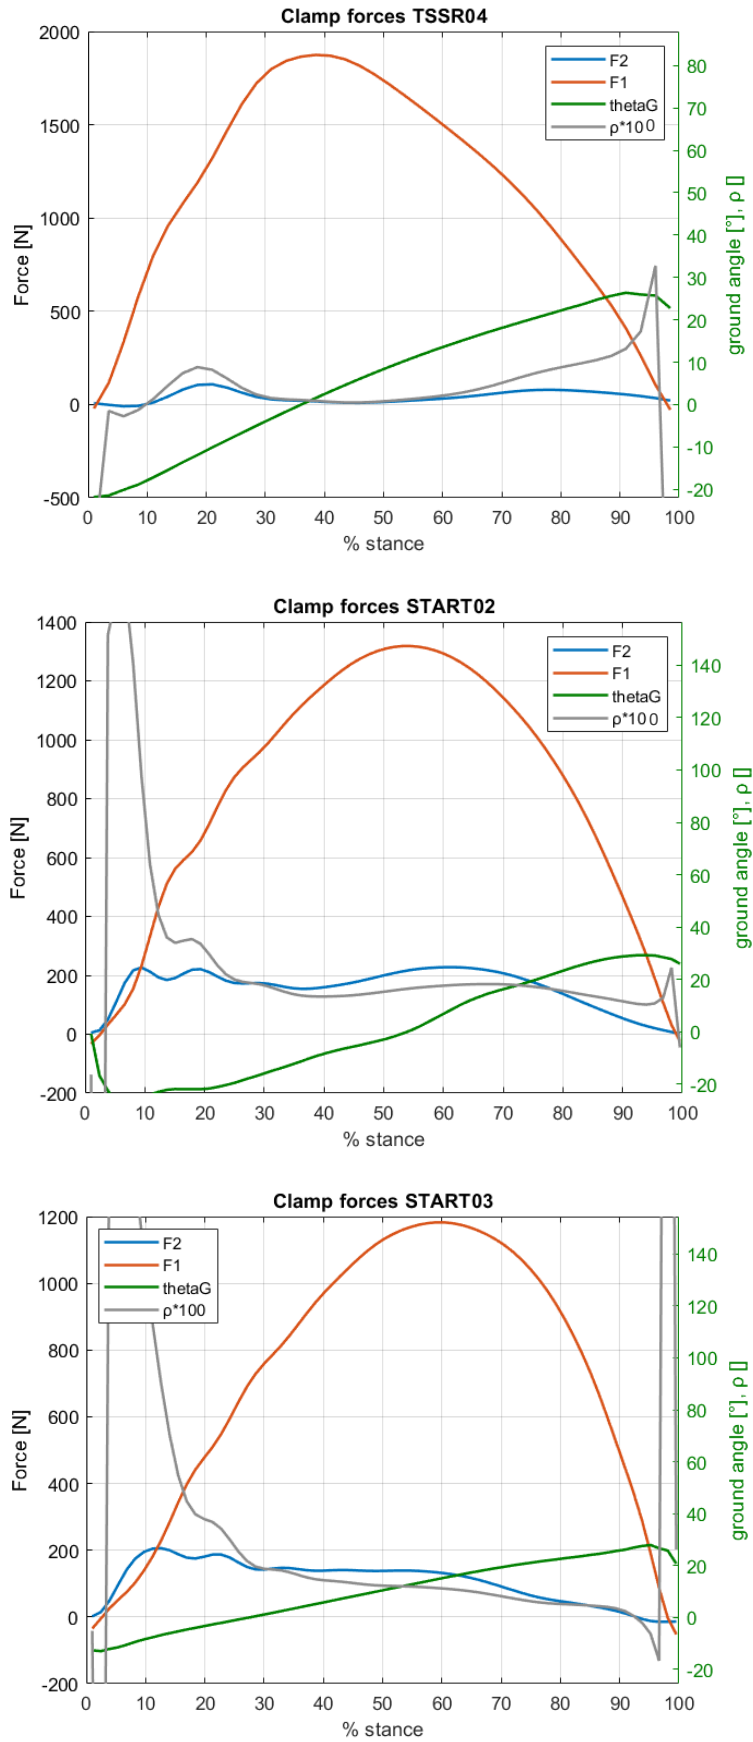 Clamp forces TSSR04
2000
1500
1000
500
0
-500
Force [N]
F2
F1
thetaG
ρ*100
80
70
60
50
40
30
20
10
0
-10
-20
ground angle [°], ρ []
0 10 20 30 40 50 60 70 80 90 100
% stance
Clamp forces START02
1400
1200
1000
800
600
400
200
0
-200
Force [N]
F2
F1
thetaG
ρ*100
140
120
100
80
60
40
20
0
-20
ground angle [°], ρ []
0 10 20 30 40 50 60 70 80 90 100
% stance
Clamp forces START03
1200
1000
800
600
400
200
0
-200
Force [N]
F2
F1
thetaG
ρ*100
140
120
100
80
60
40
20
0
-20
ground angle [°], ρ []
0 10 20 30 40 50 60 70 80 90 100
% stance